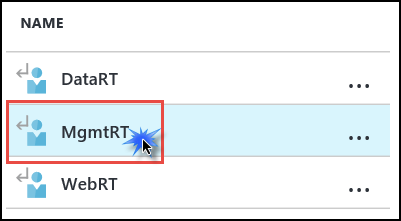 NAME
DataRT ...
MgmtRT ...
WebRT ...